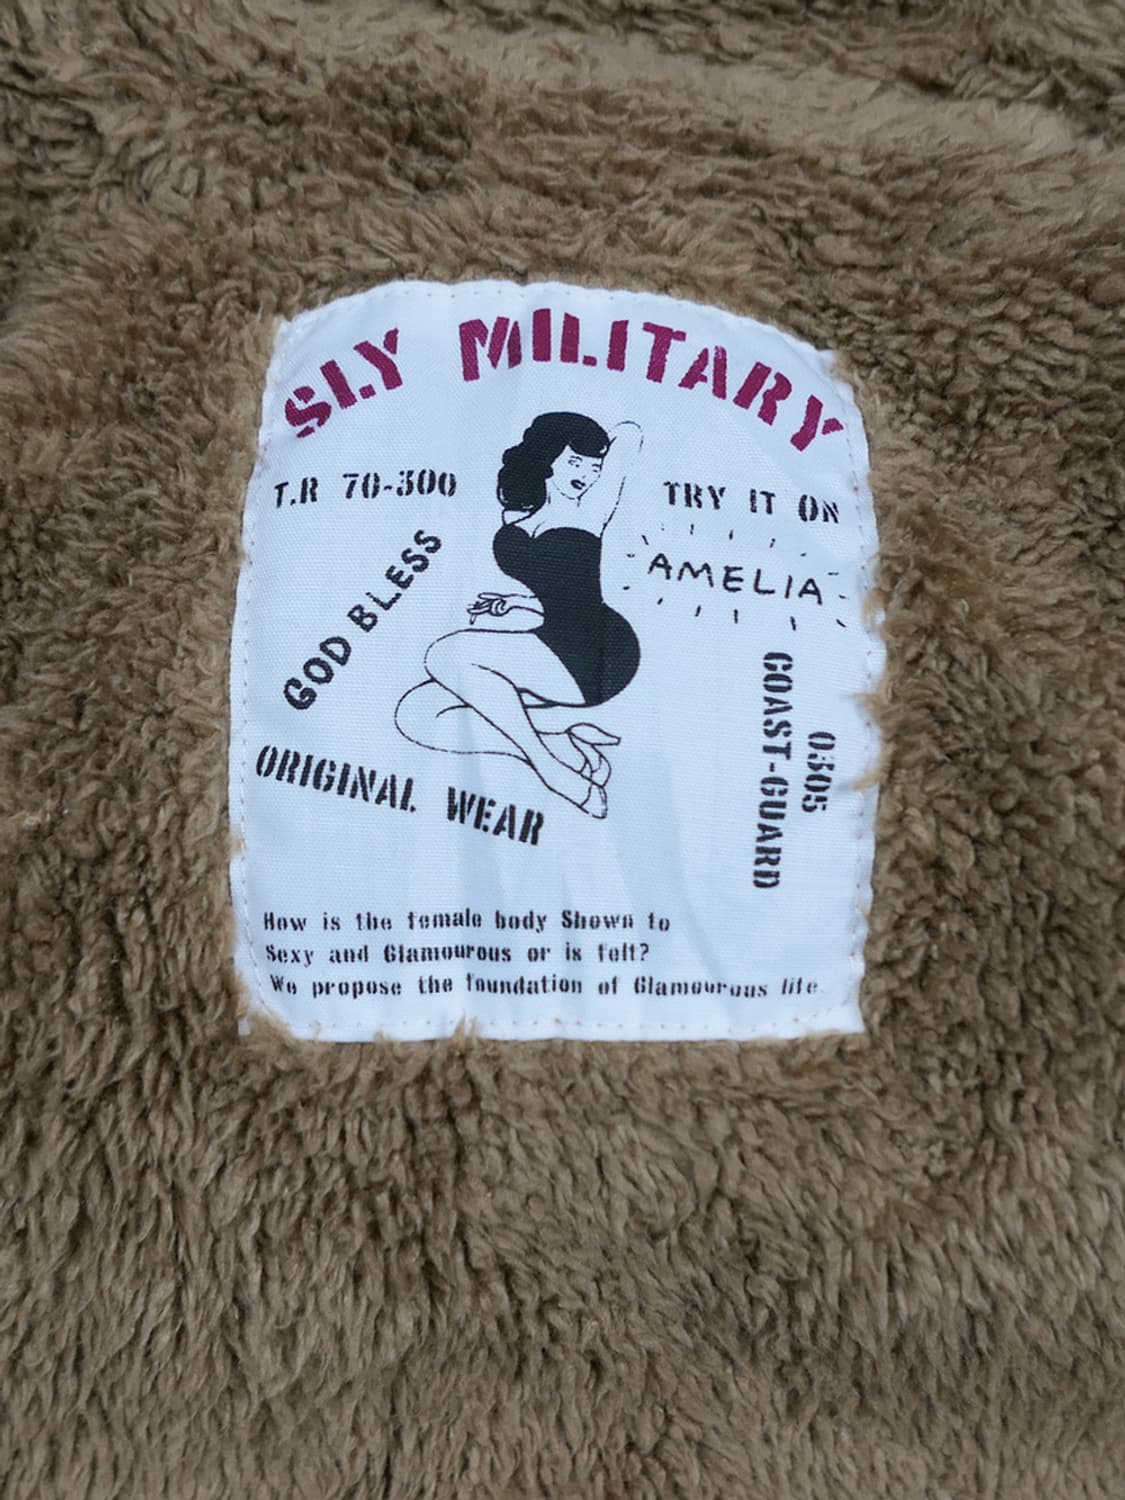 SLY MILITARY
T.R 70-300
TRY IT ON
AMELIA
GOD BLESS
COAST-GUARD
0305
ORIGINAL WEAR
How is the female body Shown to
Sexy and Glamourous or is felt?
We propose the foundation of Glamourous life.